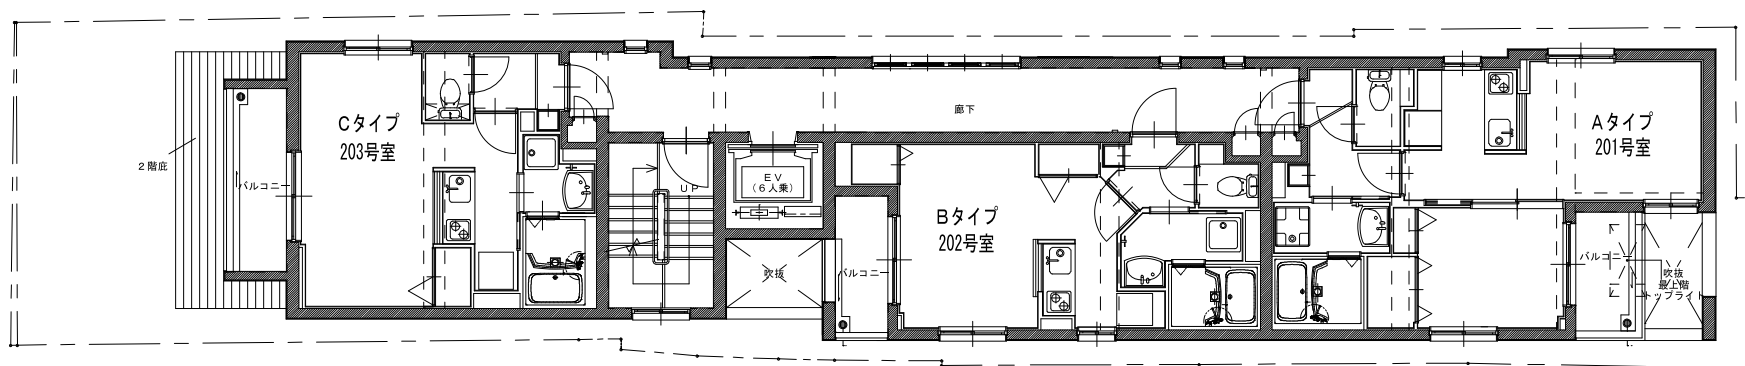 Cタイプ
203号室
2階庇
バルコニー
UP
EV
(6人乗)
吹抜
廊下
Bタイプ
202号室
バルコニー
Aタイプ
201号室
バルコニー
吹抜
最上階
トップライト